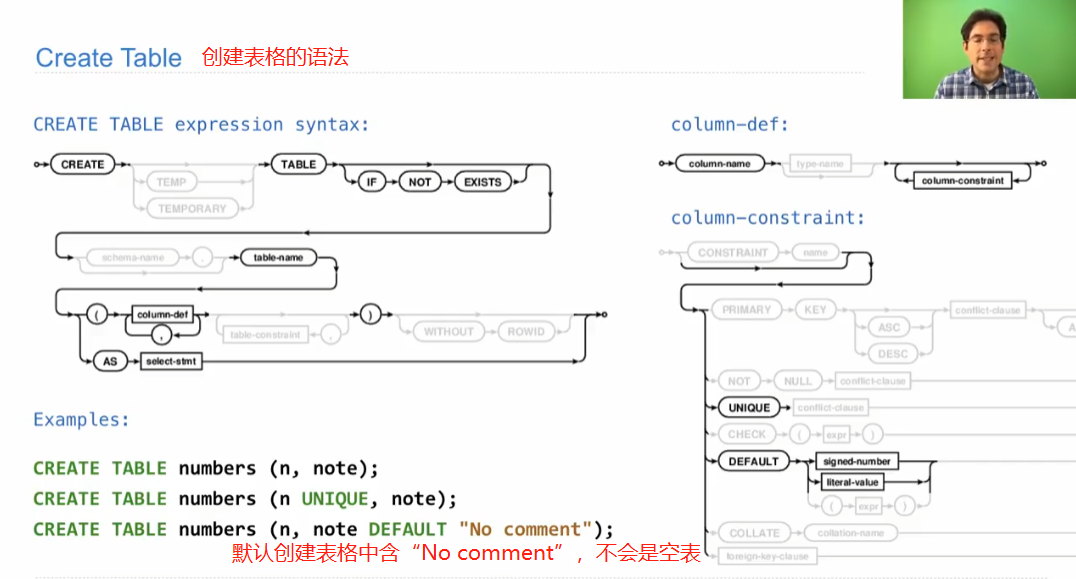 Create Table 创建表格的语法
CREATE TABLE expression syntax:
CREATE
TEMP
TEMPORARY
TABLE
IF NOT EXISTS
schema-name . table-name
( column-def , table-constraint , ) WITHOUT ROWID
AS select-stmt
Examples:
CREATE TABLE numbers (n, note);
CREATE TABLE numbers (n UNIQUE, note);
CREATE TABLE numbers (n, note DEFAULT "No comment");
默认创建表格中含“No comment”，不会是空表
column-def:
column-name type-name
column-constraint
column-constraint:
CONSTRAINT name
PRIMARY KEY conflict-clause
ASC A
DESC
NOT NULL conflict-clause
UNIQUE conflict-clause
CHECK ( expr )
DEFAULT signed-number
literal-value
( expr )
COLLATE collation-name
foreign-key-clause